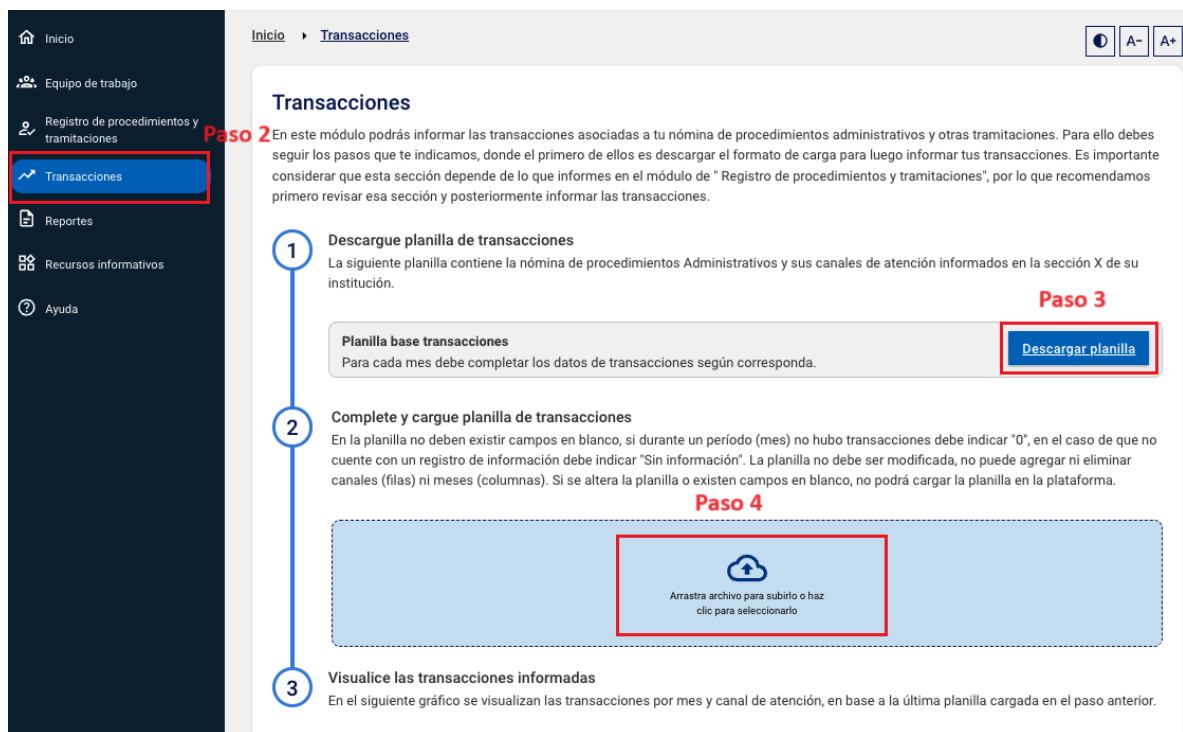 Inicio
Equipo de trabajo
Registro de procedimientos y
tramitaciones
Transacciones
Reportes
Recursos informativos
Ayuda
Inicio Transacciones
A- A+
Transacciones
Paso 2
En este módulo podrás informar las transacciones asociadas a tu nómina de procedimientos administrativos y otras tramitaciones. Para ello debes
seguir los pasos que te indicamos, donde el primero de ellos es descargar el formato de carga para luego informar tus transacciones. Es importante
considerar que esta sección depende de lo que informes en el módulo de " Registro de procedimientos y tramitaciones", por lo que recomendamos
primero revisar esa sección y posteriormente informar las transacciones.
1
Descargue planilla de transacciones
La siguiente planilla contiene la nómina de procedimientos Administrativos y sus canales de atención informados en la sección X de su
institución.
Paso 3
Planilla base transacciones
Para cada mes debe completar los datos de transacciones según corresponda.
Descargar planilla
2
Complete y cargue planilla de transacciones
En la planilla no deben existir campos en blanco, si durante un período (mes) no hubo transacciones debe indicar "0", en el caso de que no
cuente con un registro de información debe indicar "Sin información". La planilla no debe ser modificada, no puede agregar ni eliminar
canales (filas) ni meses (columnas). Si se altera la planilla o existen campos en blanco, no podrá cargar la planilla en la plataforma.
Paso 4
Arrastra archivo para subirlo o haz
clic para seleccionarlo
3
Visualice las transacciones informadas
En el siguiente gráfico se visualizan las transacciones por mes y canal de atención, en base a la última planilla cargada en el paso anterior.